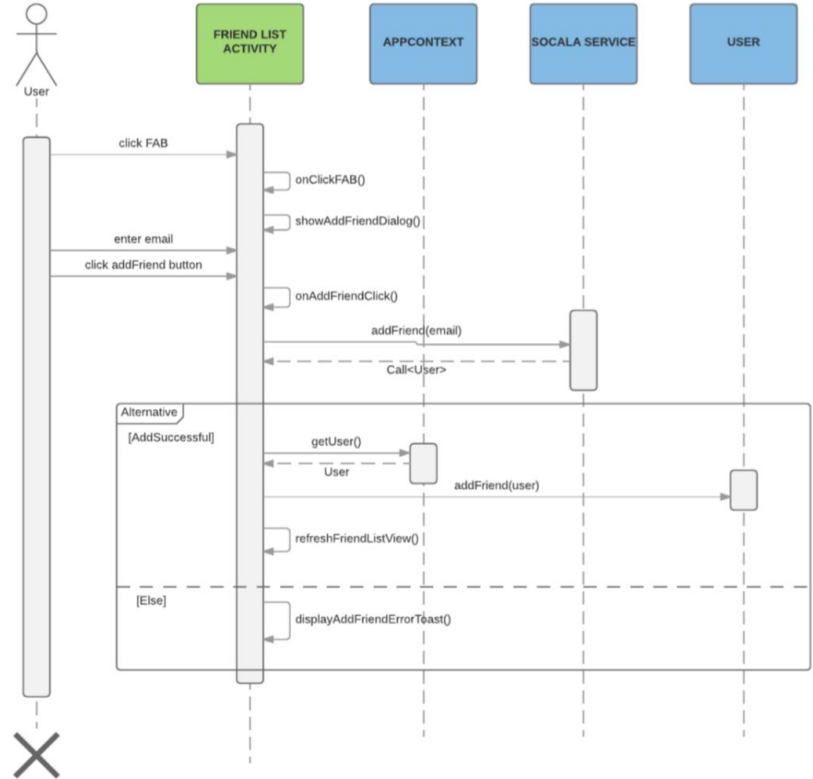 FRIEND LIST
ACTIVITY
APPCONTEXT
SOCALA SERVICE
USER
User
click FAB
onClickFAB()
showAddFriendDialog()
enter email
click addFriend button
onAddFriendClick()
addFriend(email)
Call<User>
Alternative
[AddSuccessful]
getUser()
User
addFriend(user)
refreshFriendListView()
[Else]
displayAddFriendErrorToast()